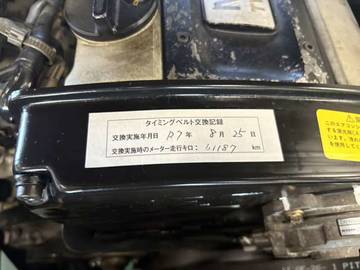 タイミングベルト交換記録
交換実施年月日 R7年 8月 25日
交換実施時のメーター走行キロ： 61187 km